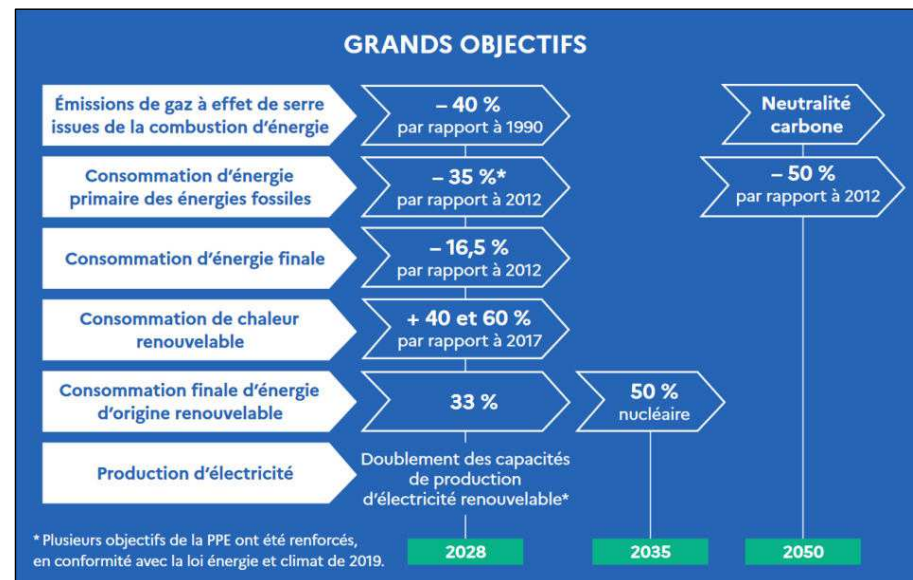 GRANDS OBJECTIFS
Émissions de gaz à effet de serre
issues de la combustion d'énergie
– 40 %
par rapport à 1990
Neutralité
carbone
Consommation d'énergie
primaire des énergies fossiles
– 35 %*
par rapport à 2012
– 50 %
par rapport à 2012
Consommation d'énergie finale
– 16,5 %
par rapport à 2012
Consommation de chaleur
renouvelable
+ 40 et 60 %
par rapport à 2017
Consommation finale d'énergie
d'origine renouvelable
33 %
50 %
nucléaire
Production d'électricité
Doublement des capacités
de production
d'électricité renouvelable*
* Plusieurs objectifs de la PPE ont été renforcés,
en conformité avec la loi énergie et climat de 2019.
2028
2035
2050